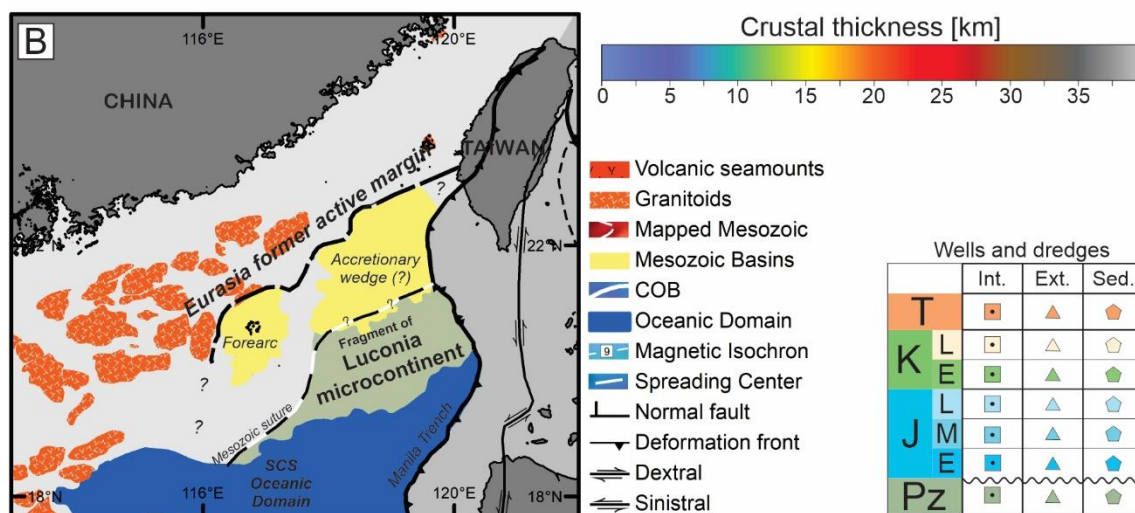 B
116°E
120°E
CHINA
TAIWAN
Eurasia former active margin
?
22°N
Accretionary
wedge (?)
Forearc
? ?
Fragment of
Luconia
microcontinent
?
?
Mesozoic suture
SCS
Oceanic
Domain
Manila Trench
18°N
116°E
120°E
18°N
Crustal thickness [km]
0 5 10 15 20 25 30 35
Volcanic seamounts
Granitoids
Mapped Mesozoic
Mesozoic Basins
COB
Oceanic Domain
9 Magnetic Isochron
Spreading Center
Normal fault
Deformation front
Dextral
Sinistral
Wells and dredges
Int. Ext. Sed.
T
K L
E
J L
M
E
Pz